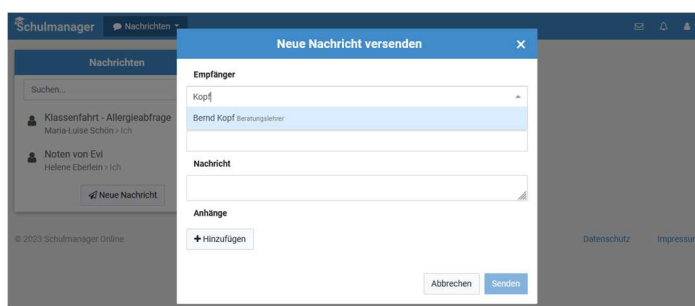 Schulmanager Nachrichten
Neue Nachricht versenden
Nachrichten
Suchen...
Klassenfahrt - Allergieabfrage
Maria-Luise Schön > Ich
Noten von Evi
Helene Eberlein > Ich
Neue Nachricht
Empfänger
Kopf
Bernd Kopf Beratungslehrer
Nachricht
Anhänge
+ Hinzufügen
Abbrechen Senden
© 2023 Schulmanager Online
Datenschutz Impressum